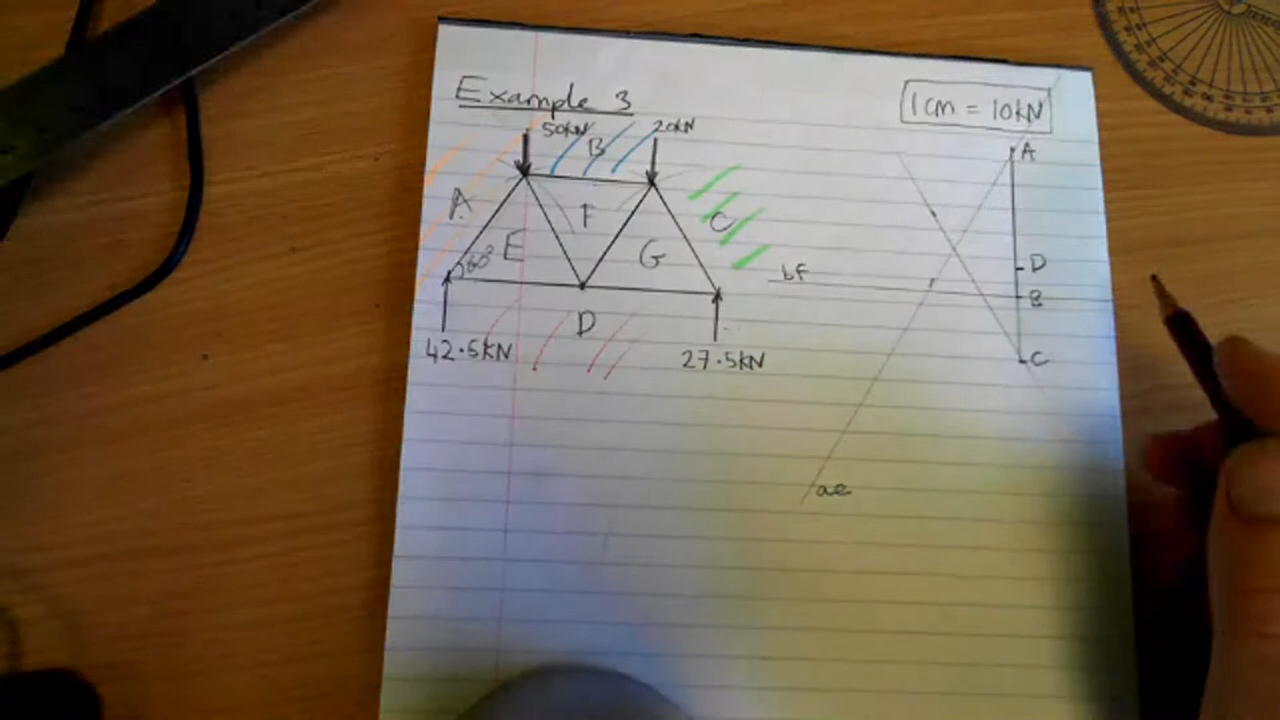 Example 3
1cm = 10kN
50kN
20kN
B
A
A
F
C
60°
E
G
D
bf
B
D
C
42.5kN
27.5kN
ae